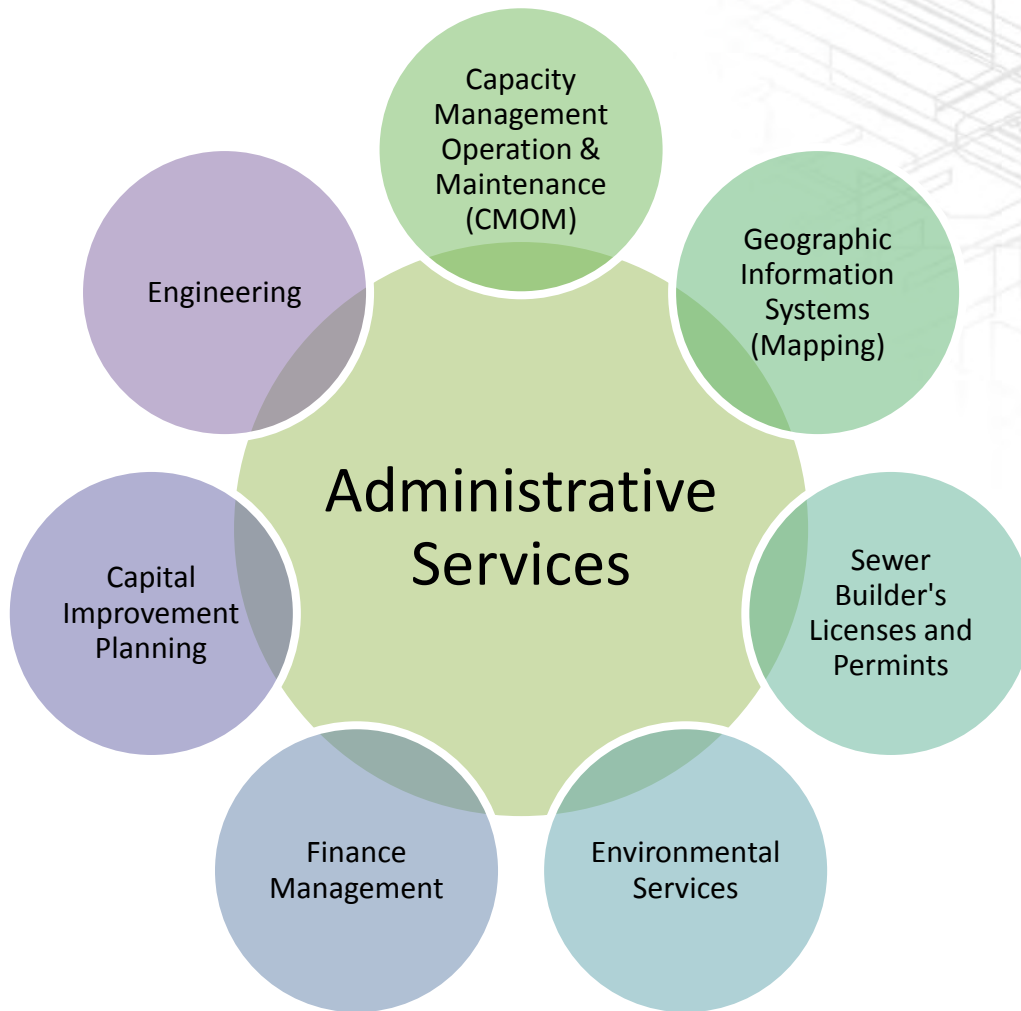 Capacity
Management
Operation &
Maintenance
(CMOM)
Geographic
Information
Systems
(Mapping)
Sewer
Builder's
Licenses and
Permints
Environmental
Services
Finance
Management
Capital
Improvement
Planning
Engineering
Administrative
Services